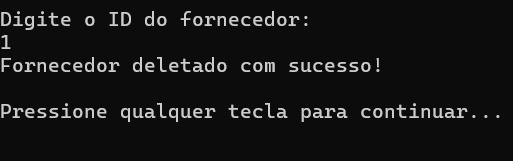 Digite o ID do fornecedor:
1
Fornecedor deletado com sucesso!
Pressione qualquer tecla para continuar...